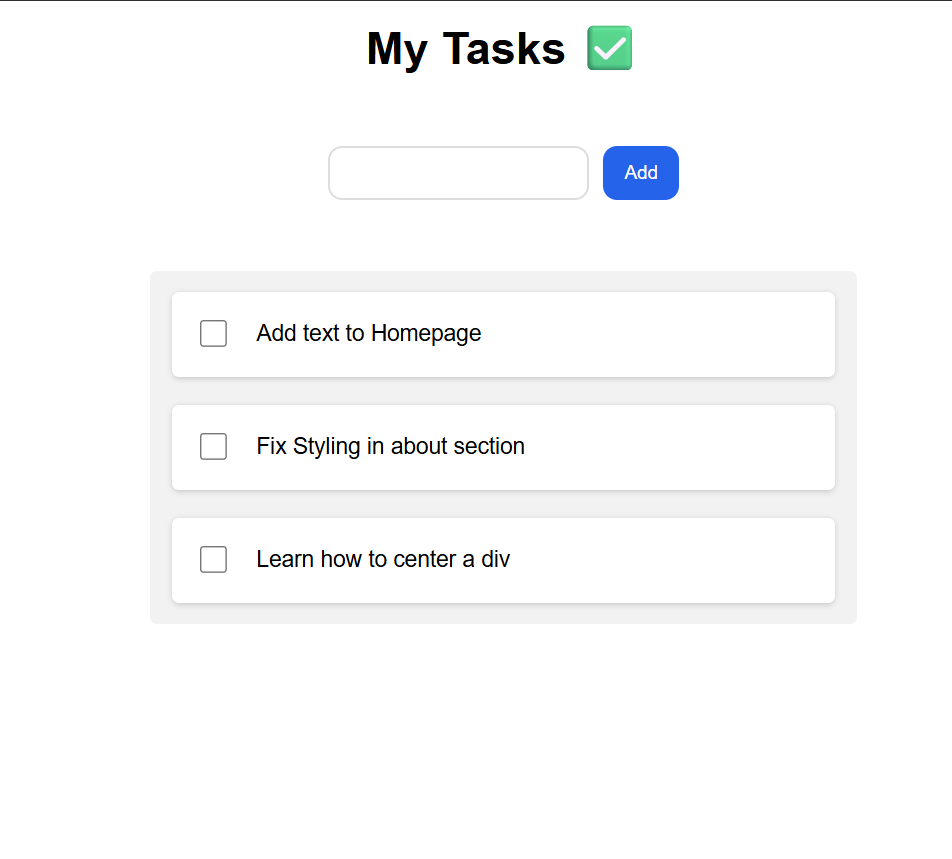 My Tasks ✅
Add
Add text to Homepage
Fix Styling in about section
Learn how to center a div